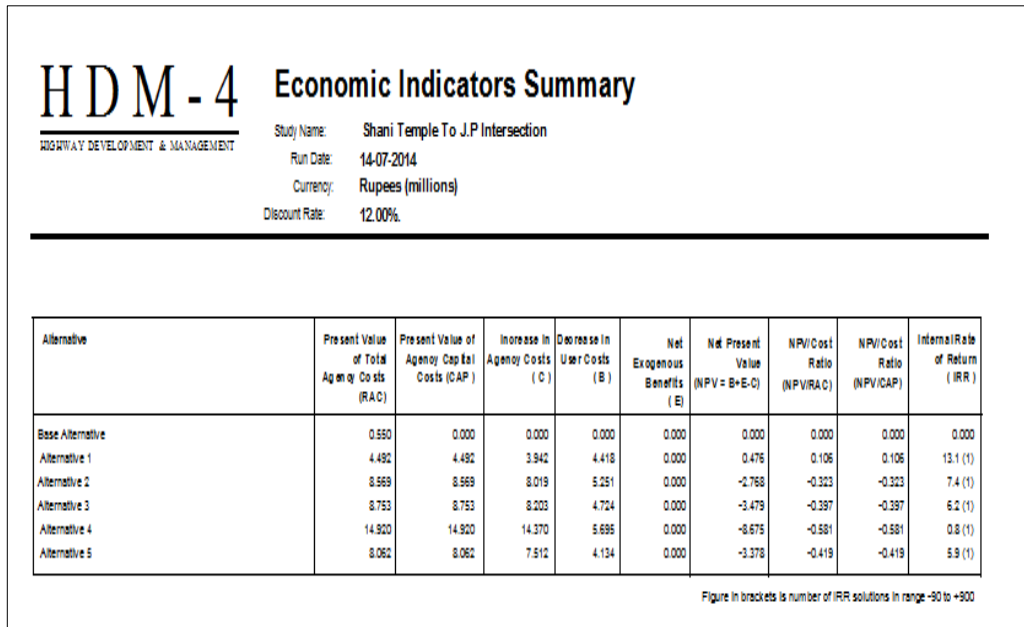 HDM-4
HIGHWAY DEVELOPMENT & MANAGEMENT
Economic Indicators Summary
Study Name: Shani Temple To J.P Intersection
Run Date: 14-07-2014
Currency: Rupees (millions)
Discount Rate: 12.00%.
Alternative Present Value of Total Agency Costs (RAC) Present Value of Agency Capital Costs (CAP) Increase in Agency Costs (C) Decrease in User Costs (B) Net Exogenous Benefits (E) Net Present Value (NPV = B+E-C) NPV/Cost Ratio (NPV/RAC) NPV/Cost Ratio (NPV/CAP) Internal Rate of Return (IRR)
Base Alternative 0.550 0.000 0.000 0.000 0.000 0.000 0.000 0.000 0.000
Alternative 1 4.492 4.492 3.942 4.418 0.000 0.476 0.106 0.106 13.1 (1)
Alternative 2 8.569 8.569 8.019 5.251 0.000 -2.768 -0.323 -0.323 7.4 (1)
Alternative 3 8.753 8.753 8.203 4.724 0.000 -3.479 -0.397 -0.397 6.2 (1)
Alternative 4 14.920 14.920 14.370 5.695 0.000 -8.675 -0.581 -0.581 0.8 (1)
Alternative 5 8.062 8.062 7.512 4.134 0.000 -3.378 -0.419 -0.419 5.9 (1)
Figure in brackets is number of IRR solutions in range -90 to +900